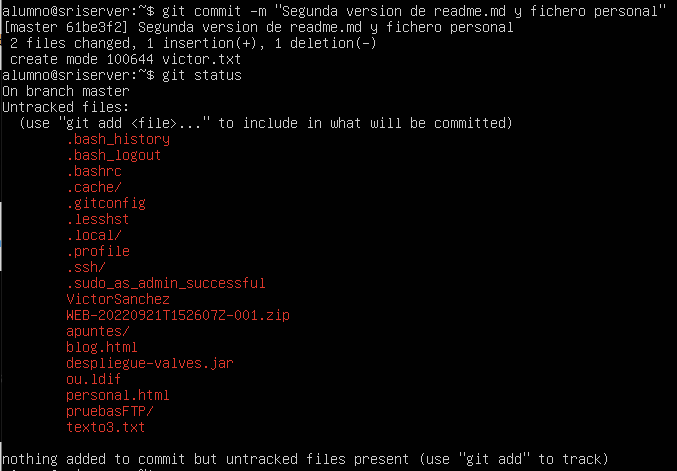 alumno@sriserver:~$ git commit -m "Segunda version de readme.md y fichero personal"
[master 61be3f2] Segunda version de readme.md y fichero personal
 2 files changed, 1 insertion(+), 1 deletion(-)
 create mode 100644 victor.txt
alumno@sriserver:~$ git status
On branch master
Untracked files:
  (use "git add <file>..." to include in what will be committed)
        .bash_history
        .bash_logout
        .bashrc
        .cache/
        .gitconfig
        .lesshst
        .local/
        .profile
        .ssh/
        .sudo_as_admin_successful
        VictorSanchez
        WEB-20220921T152607Z-001.zip
        apuntes/
        blog.html
        despliegue-valves.jar
        ou.ldif
        personal.html
        pruebasFTP/
        texto3.txt

nothing added to commit but untracked files present (use "git add" to track)